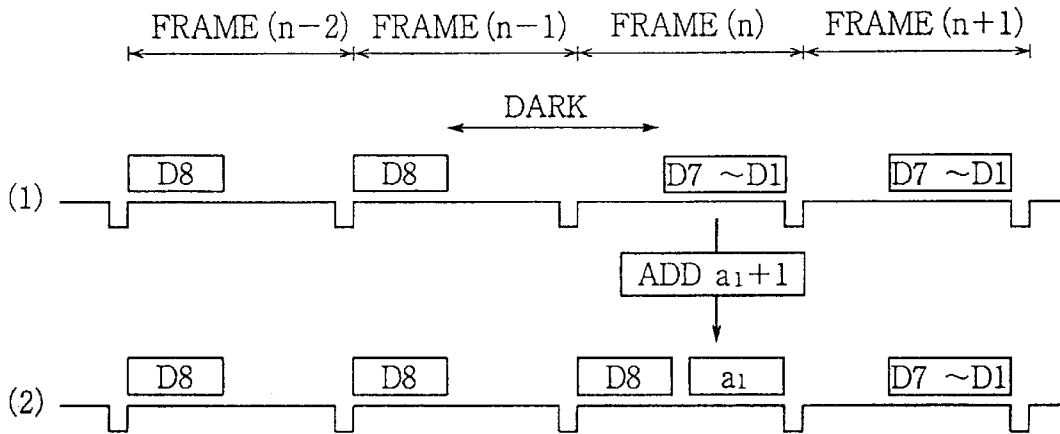 FRAME (n-2) FRAME (n-1) FRAME (n) FRAME (n+1)
DARK
(1) D8 D8 D7 ~D1 D7 ~D1
ADD a1+1
(2) D8 D8 D8 a1 D7 ~D1